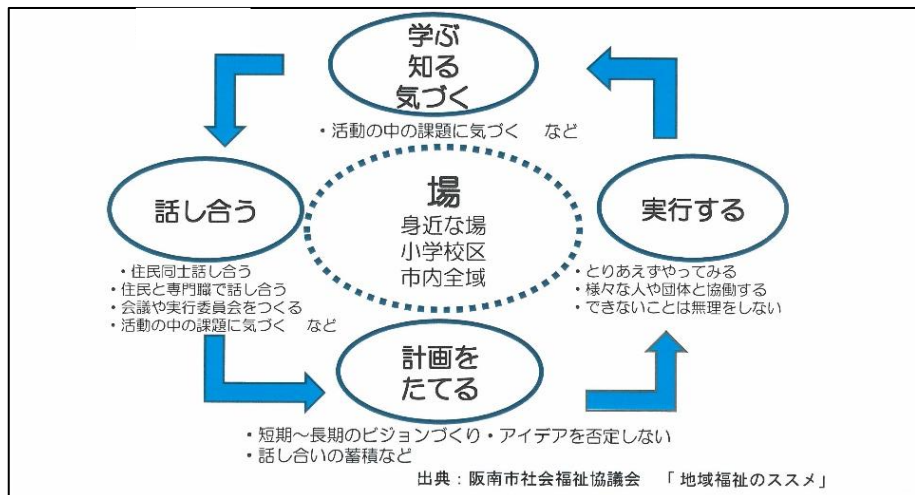 学ぶ
知る
気づく
・活動の中の課題に気づく　など
話し合う
・住民同士話し合う
・住民と専門職で話し合う
・会議や実行委員会をつくる
・活動の中の課題に気づく　など
場
身近な場
小学校区
市内全域
実行する
・とりあえずやってみる
・様々な人や団体と協働する
・できないことは無理をしない
計画を
たてる
・短期～長期のビジョンづくり・アイデアを否定しない
・話し合いの蓄積など
出典：阪南市社会福祉協議会　「地域福祉のススメ」